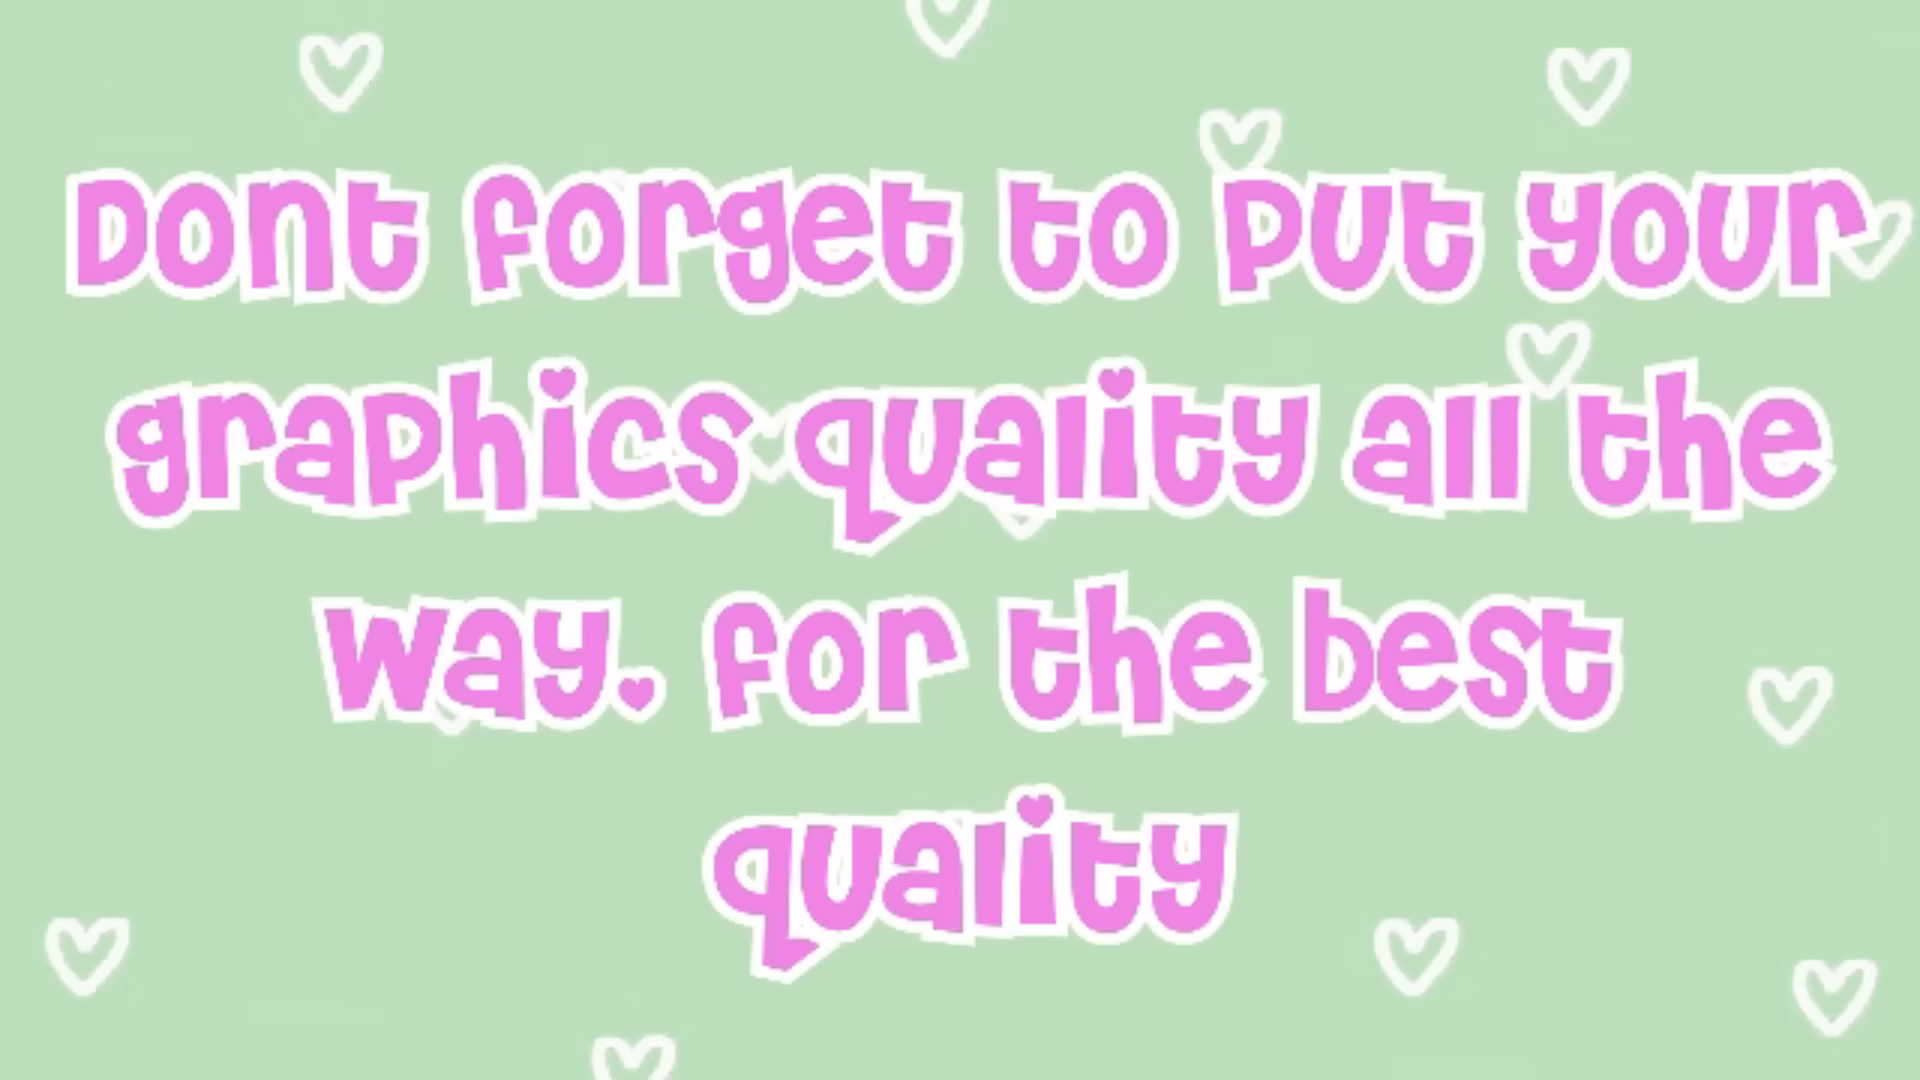 Dont forget to put your
graphics quality all the
way. for the best
quality